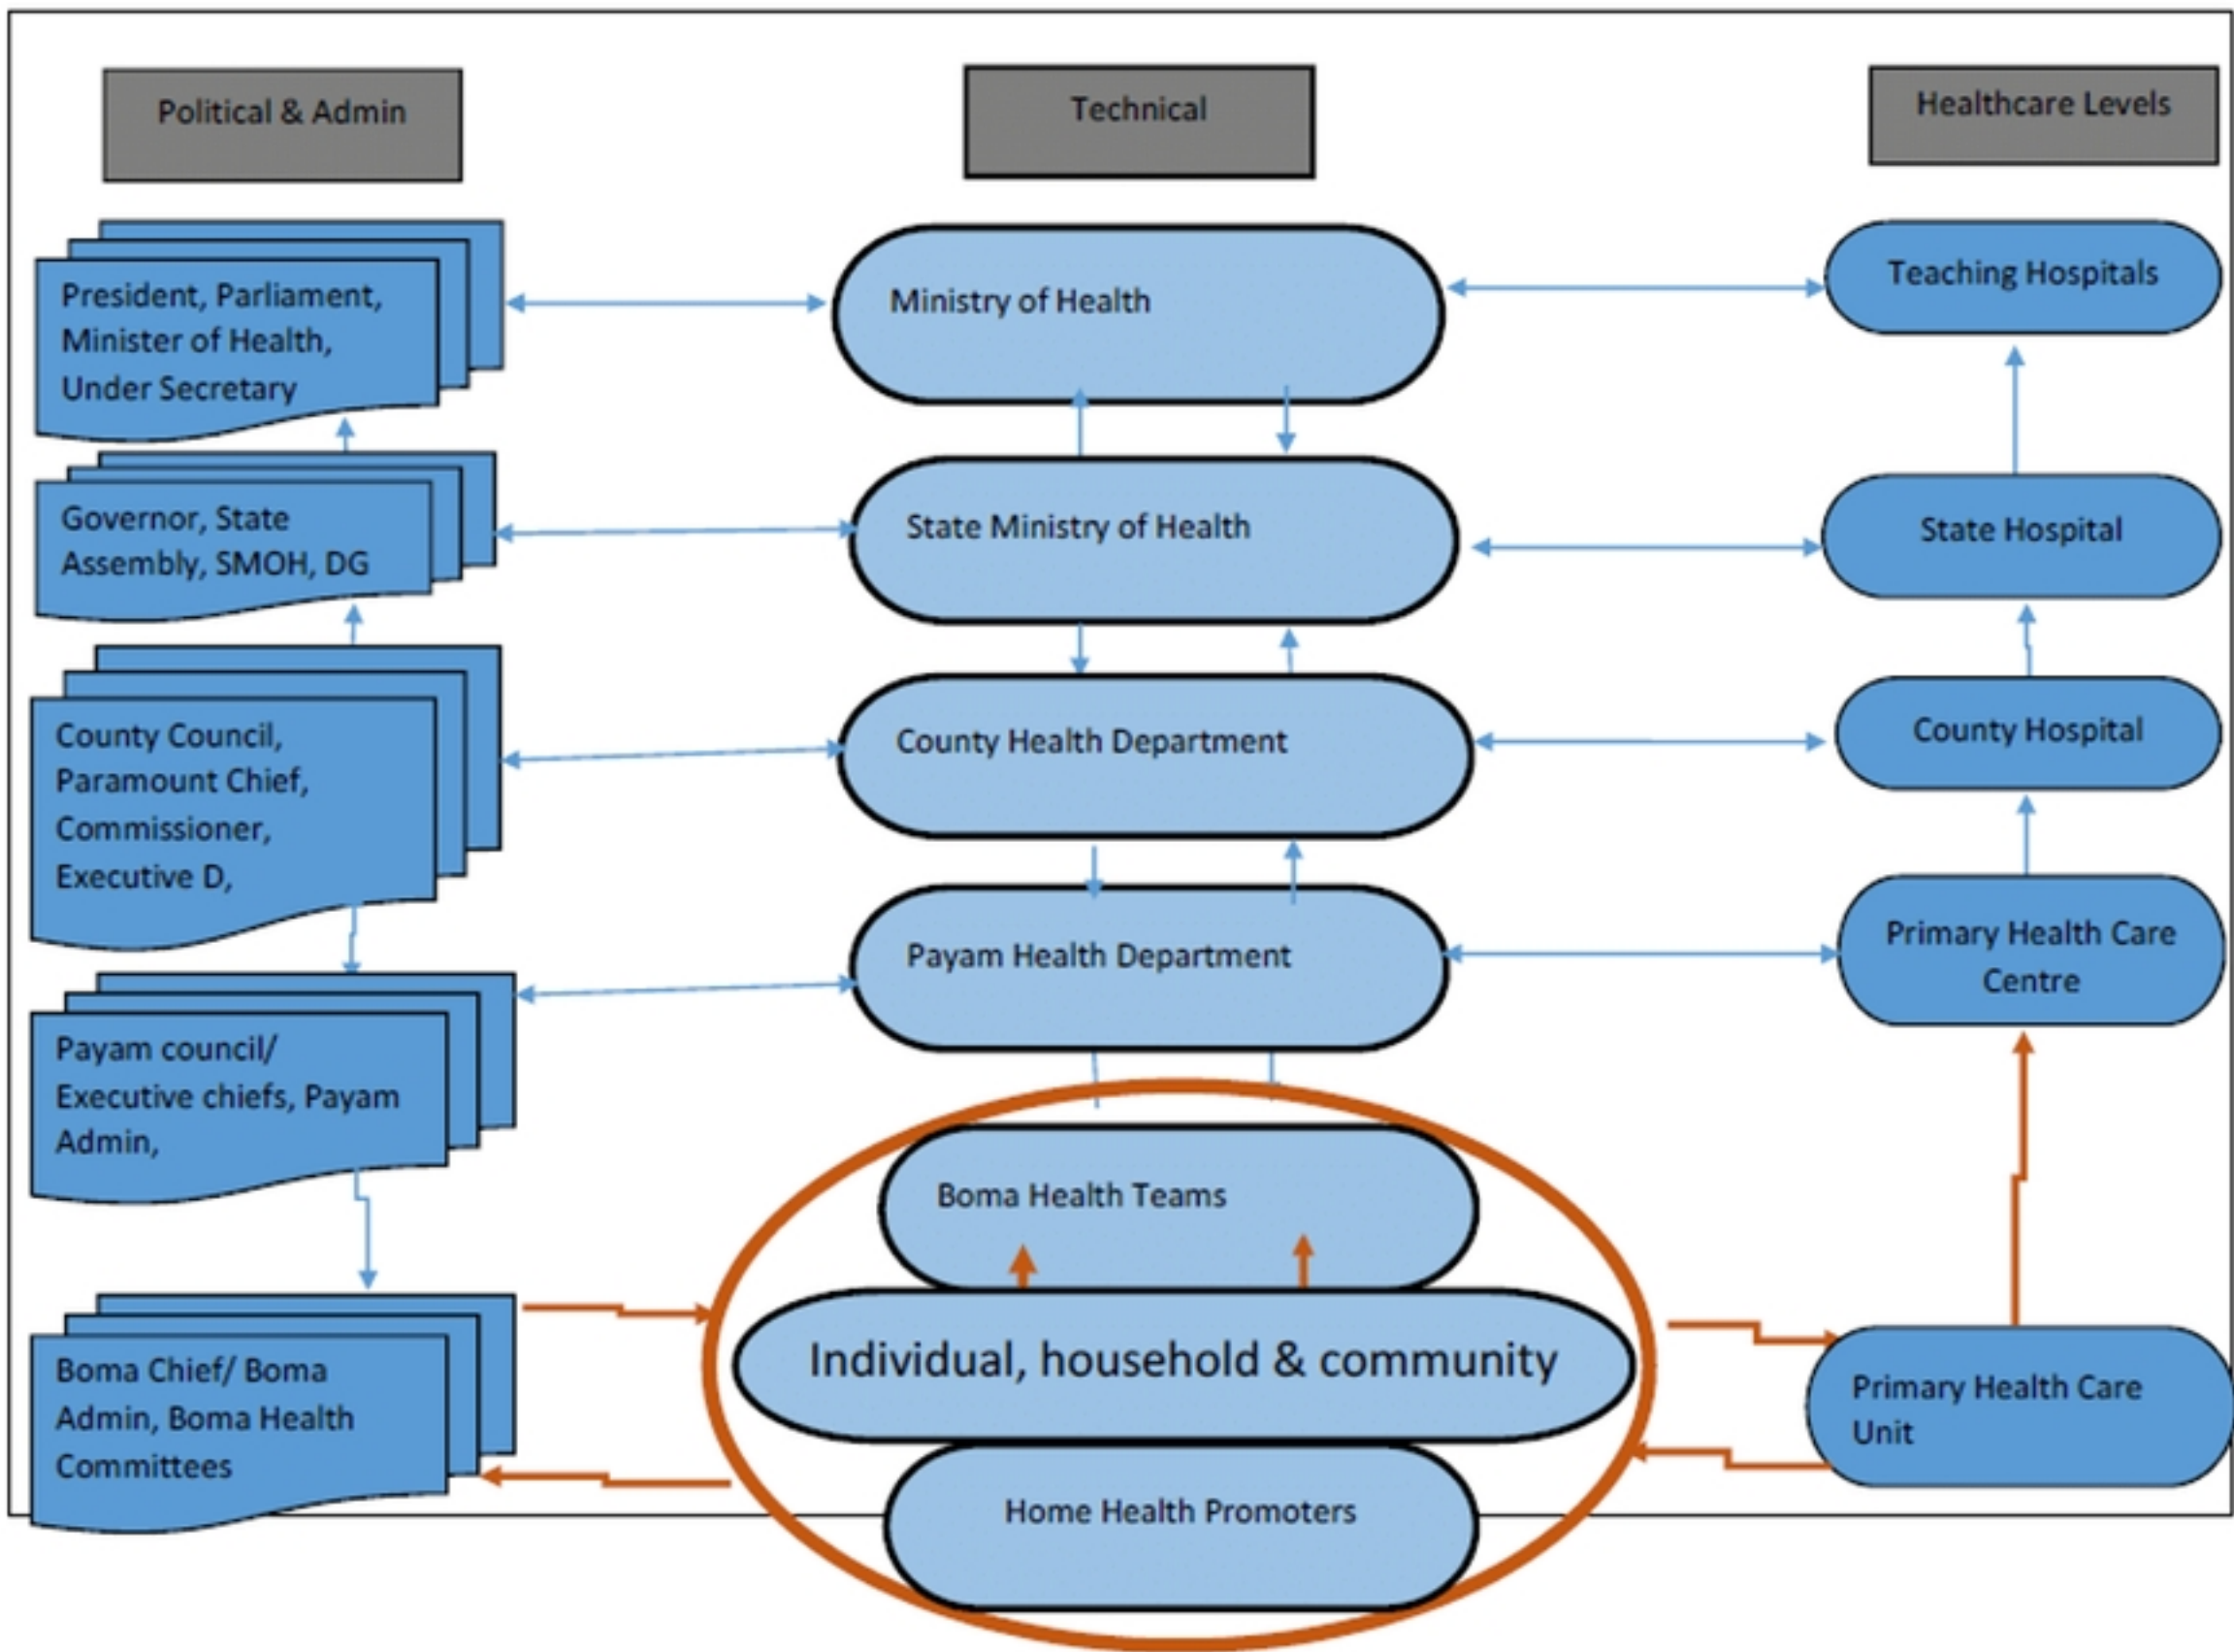 Political & Admin
Technical
Healthcare Levels
President, Parliament,
Minister of Health,
Under Secretary
Ministry of Health
Teaching Hospitals
Governor, State
Assembly, SMOH, DG
State Ministry of Health
State Hospital
County Council,
Paramount Chief,
Commissioner,
Executive D,
County Health Department
County Hospital
Payam council/
Executive chiefs, Payam
Admin,
Payam Health Department
Primary Health Care
Centre
Boma Health Teams
Boma Chief/ Boma
Admin, Boma Health
Committees
Individual, household & community
Primary Health Care
Unit
Home Health Promoters